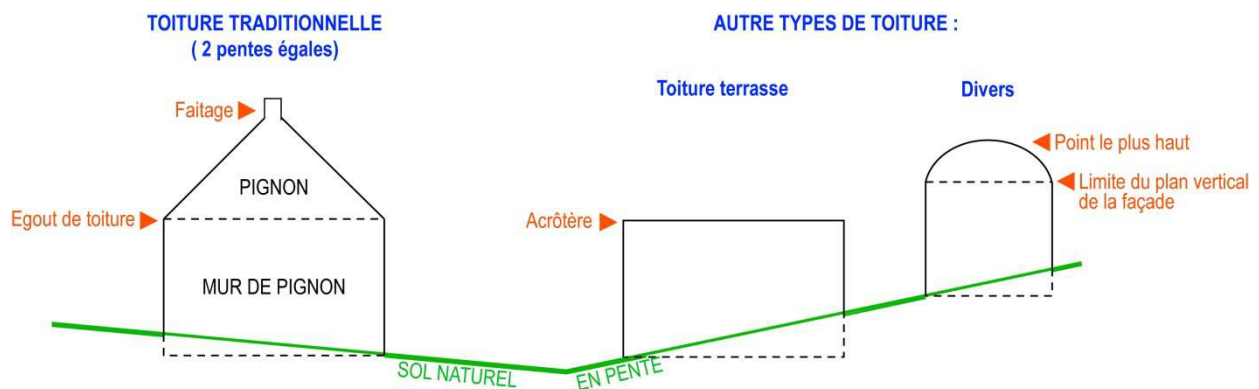 TOITURE TRADITIONNELLE
( 2 pentes égales)
AUTRE TYPES DE TOITURE :
Toiture terrasse
Divers
Faitage
Point le plus haut
PIGNON
Limite du plan vertical
de la façade
Egout de toiture
Acrôtère
MUR DE PIGNON
SOL NATUREL
EN PENTE